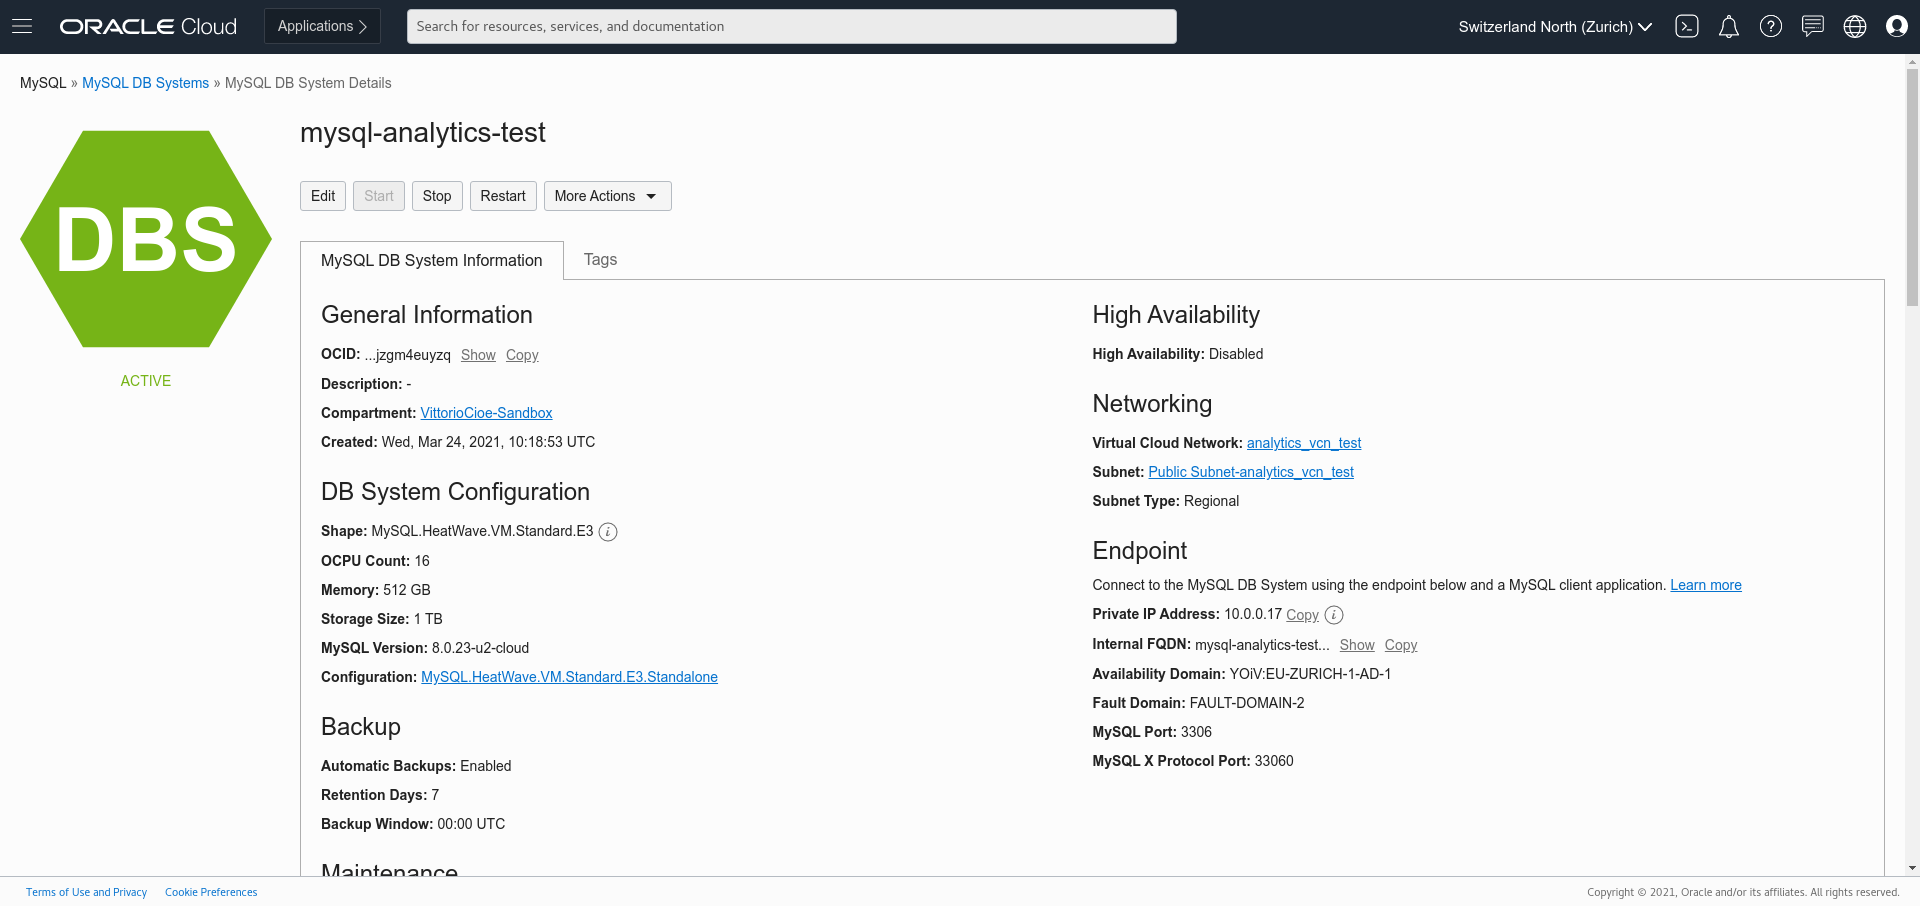 ORACLE Cloud
Applications
Search for resources, services, and documentation
Switzerland North (Zurich)
MySQL » MySQL DB Systems » MySQL DB System Details
DBS
ACTIVE
mysql-analytics-test
Edit Start Stop Restart More Actions
MySQL DB System Information Tags
General Information
OCID: ...jzgm4euyzq Show Copy
Description: -
Compartment: VittorioCioe-Sandbox
Created: Wed, Mar 24, 2021, 10:18:53 UTC
DB System Configuration
Shape: MySQL.HeatWave.VM.Standard.E3 i
OCPU Count: 16
Memory: 512 GB
Storage Size: 1 TB
MySQL Version: 8.0.23-u2-cloud
Configuration: MySQL.HeatWave.VM.Standard.E3.Standalone
Backup
Automatic Backups: Enabled
Retention Days: 7
Backup Window: 00:00 UTC
Maintenance
High Availability
High Availability: Disabled
Networking
Virtual Cloud Network: analytics_vcn_test
Subnet: Public Subnet-analytics_vcn_test
Subnet Type: Regional
Endpoint
Connect to the MySQL DB System using the endpoint below and a MySQL client application. Learn more
Private IP Address: 10.0.0.17 Copy i
Internal FQDN: mysql-analytics-test... Show Copy
Availability Domain: YOiV:EU-ZURICH-1-AD-1
Fault Domain: FAULT-DOMAIN-2
MySQL Port: 3306
MySQL X Protocol Port: 33060
Terms of Use and Privacy Cookie Preferences
Copyright © 2021, Oracle and/or its affiliates. All rights reserved.